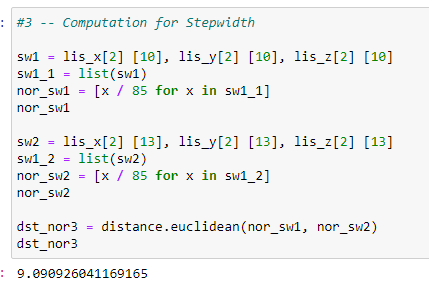 #3 -- Computation for Stepwidth
sw1 = lis_x[2] [10], lis_y[2] [10], lis_z[2] [10]
sw1_1 = list(sw1)
nor_sw1 = [x / 85 for x in sw1_1]
nor_sw1
sw2 = lis_x[2] [13], lis_y[2] [13], lis_z[2] [13]
sw1_2 = list(sw2)
nor_sw2 = [x / 85 for x in sw1_2]
nor_sw2
dst_nor3 = distance.euclidean(nor_sw1, nor_sw2)
dst_nor3
9.090926041169165